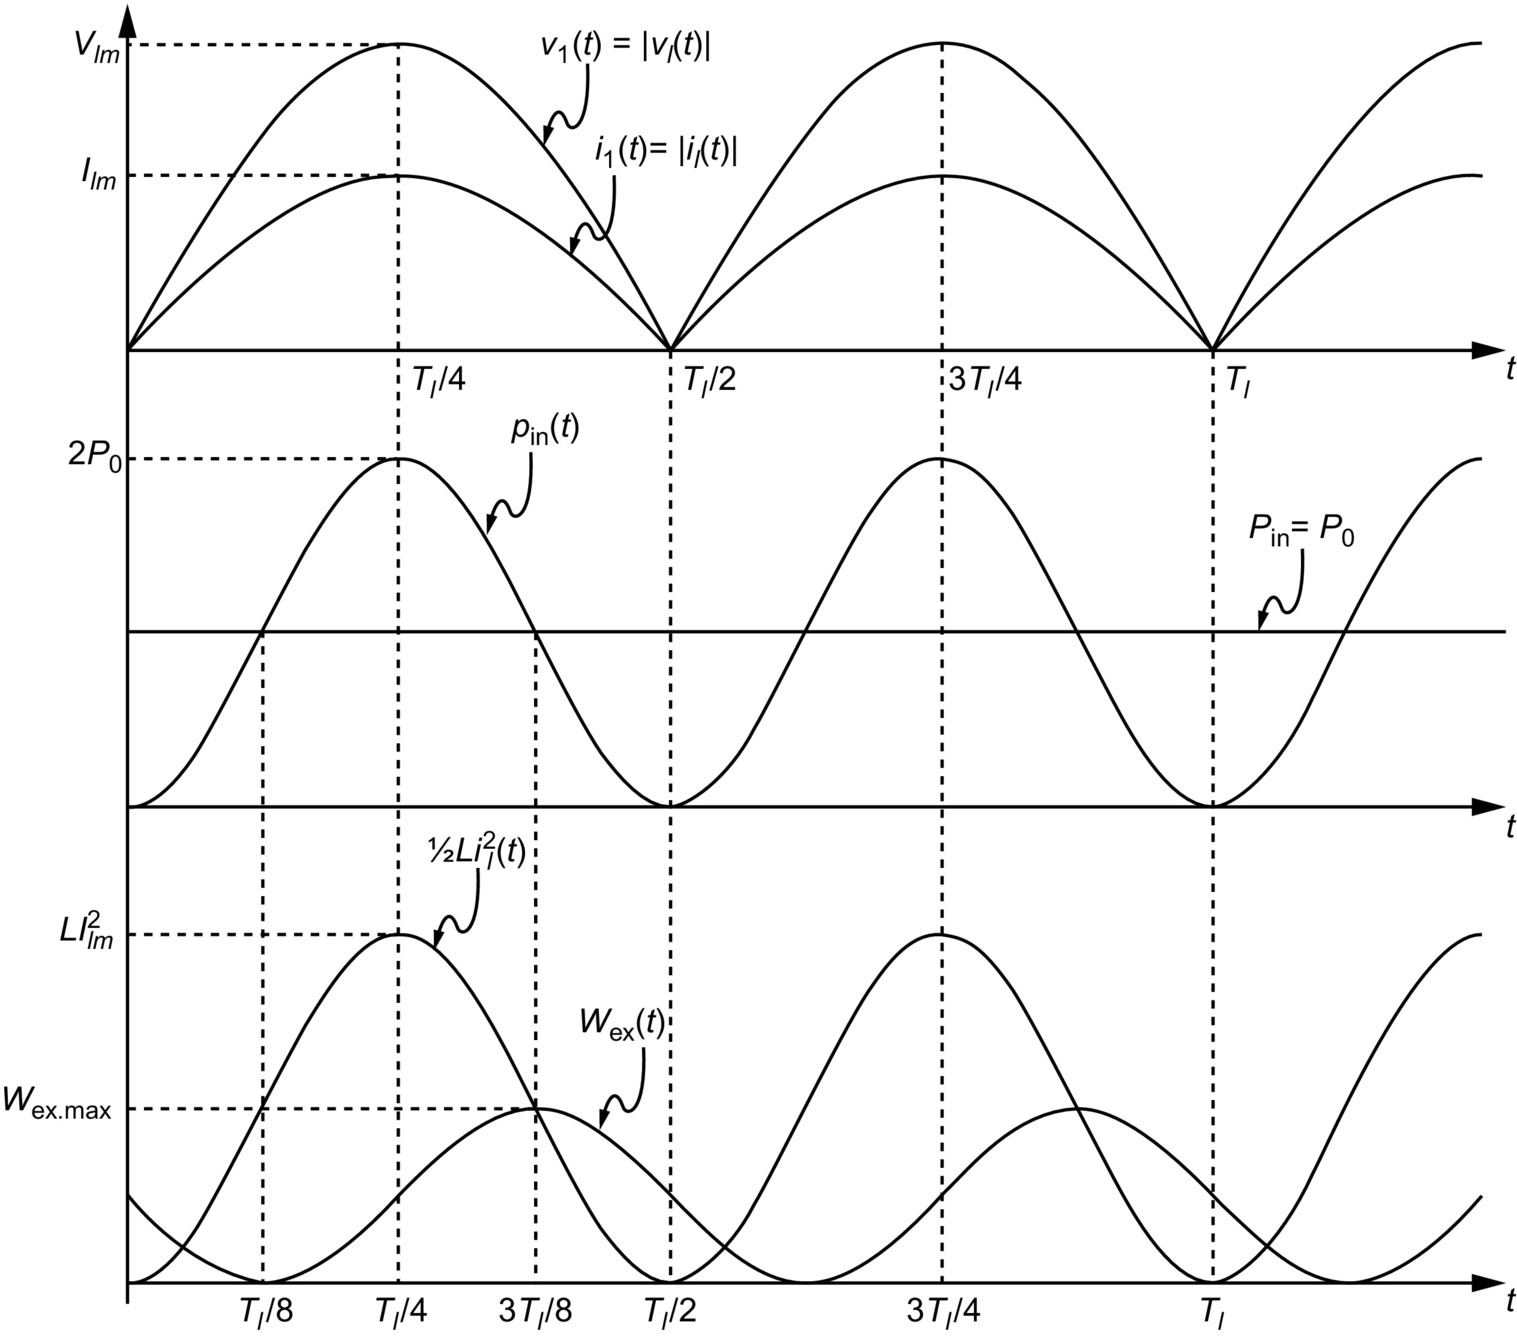 V_lm
v_1(t) = |v_l(t)|
I_lm
i_1(t)= |i_l(t)|
T_l/4
T_l/2
3T_l/4
T_l
t
2P_0
p_in(t)
P_in= P_0
t
½Li_l^2(t)
LI_lm^2
W_ex(t)
W_ex.max
T_l/8
T_l/4
3T_l/8
T_l/2
3T_l/4
T_l
t